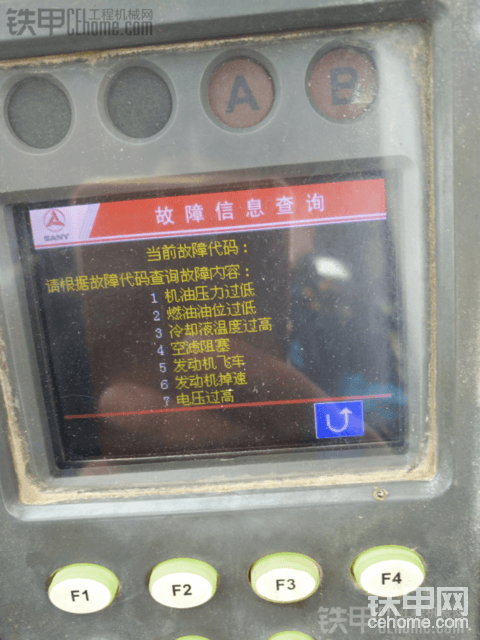 铁甲CE工程机械网
CEhome.com
A
B
SANY
故障信息查询
当前故障代码：
请根据故障代码查询故障内容：
1 机油压力过低
2 燃油油位过低
3 冷却液温度过高
4 空滤阻塞
5 发动机飞车
6 发动机掉速
7 电压过高
F1
F2
F3
F4
铁甲网
cehome.com